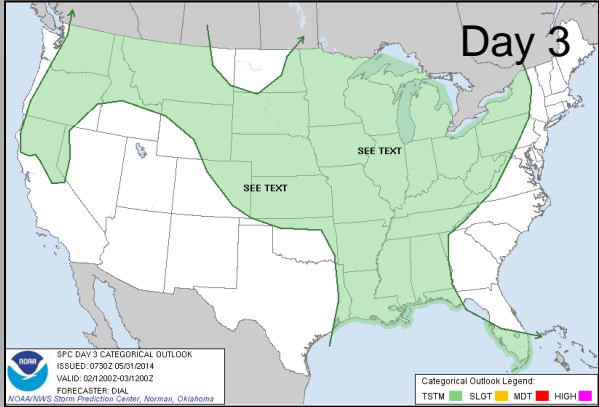 Day 3
SEE TEXT
SEE TEXT
SPC DAY 3 CATEGORICAL OUTLOOK
ISSUED: 0730Z 05/31/2014
VALID: 02/1200Z-03/1200Z
FORECASTER: DIAL
NOAA/NWS Storm Prediction Center, Norman, Oklahoma
NOAA
Categorical Outlook Legend:
TSTM SLGT MDT HIGH